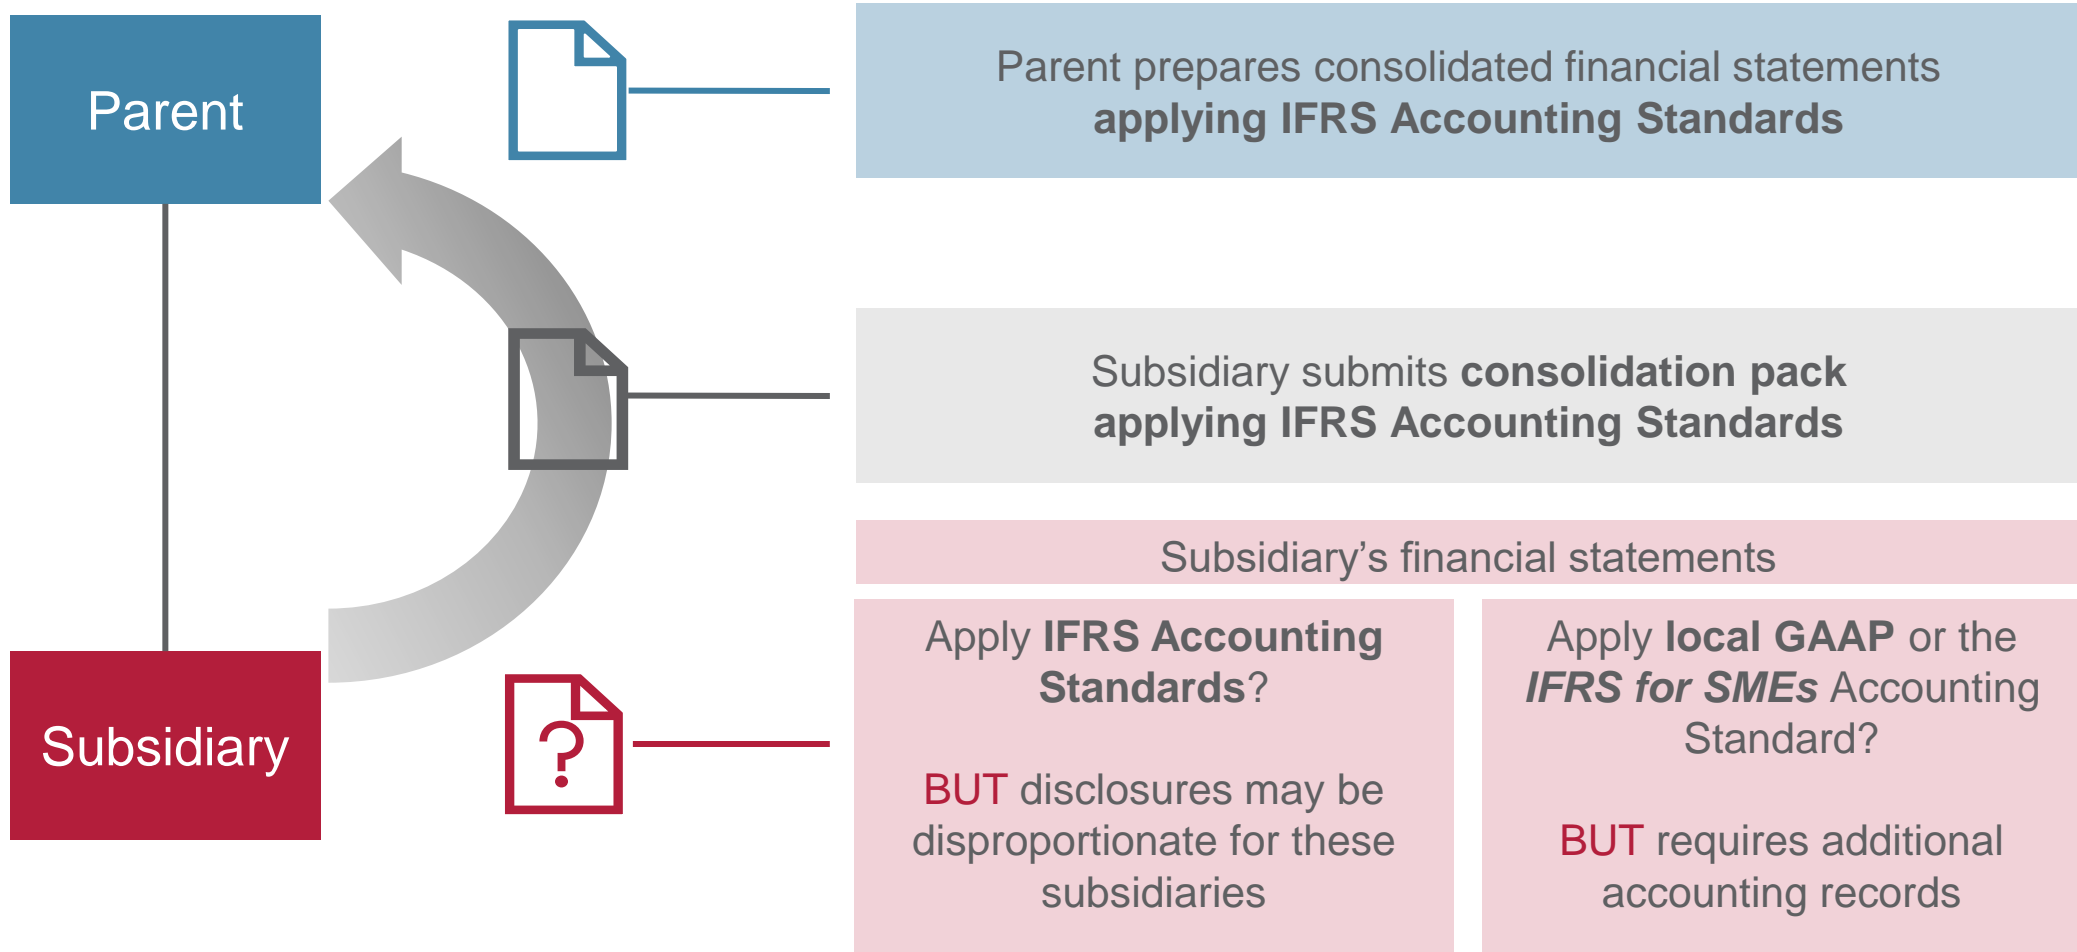 Parent
Parent prepares consolidated financial statements
applying IFRS Accounting Standards
Subsidiary submits consolidation pack
applying IFRS Accounting Standards
Subsidiary
?
Subsidiary’s financial statements
Apply IFRS Accounting
Standards?
BUT disclosures may be
disproportionate for these
subsidiaries
Apply local GAAP or the
IFRS for SMEs Accounting
Standard?
BUT requires additional
accounting records